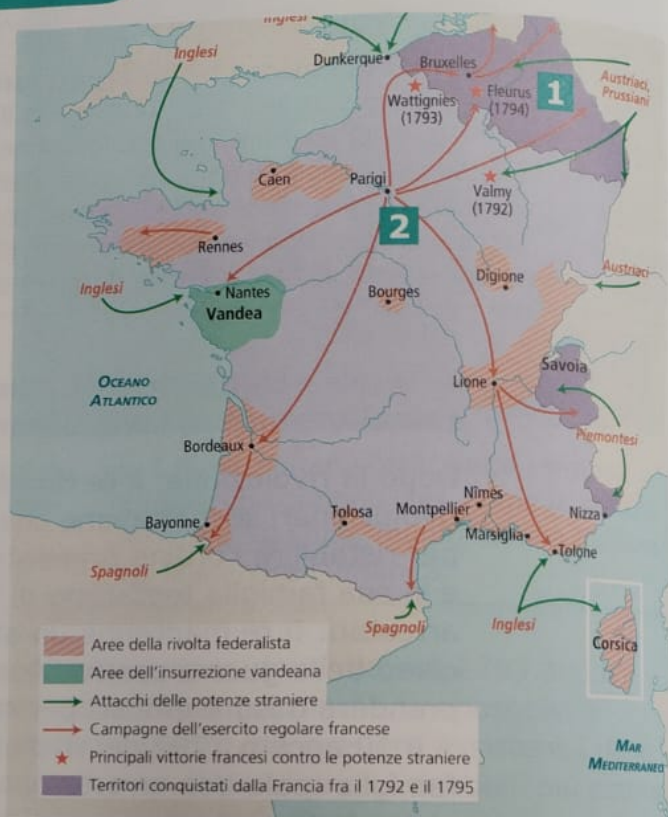 Inglesi
Inglesi
Dunkerque
Bruxelles
Wattignies
(1793)
Fleurus
(1794)
1
Austriaci,
Prussiani
Caen
Parigi
Valmy
(1792)
2
Rennes
Inglesi
Nantes
Vandea
Bourges
Digione
Austriaci
OCEANO
ATLANTICO
Lione
Savoia
Piemontesi
Bordeaux
Bayonne
Tolosa
Montpellier
Nîmes
Marsiglia
Nizza
Tolone
Spagnoli
Spagnoli
Inglesi
Corsica
Aree della rivolta federalista
Aree dell'insurrezione vandeana
Attacchi delle potenze straniere
Campagne dell'esercito regolare francese
Principali vittorie francesi contro le potenze straniere
Territori conquistati dalla Francia fra il 1792 e il 1795
MAR
MEDITERRANEO